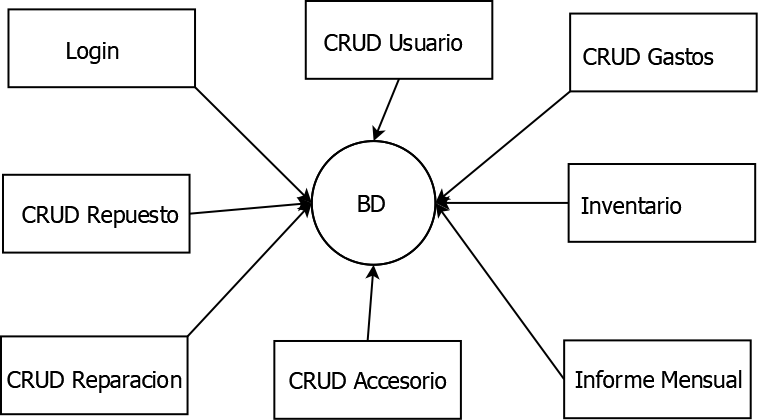 Login
CRUD Usuario
CRUD Gastos
CRUD Repuesto
BD
Inventario
CRUD Reparacion
CRUD Accesorio
Informe Mensual